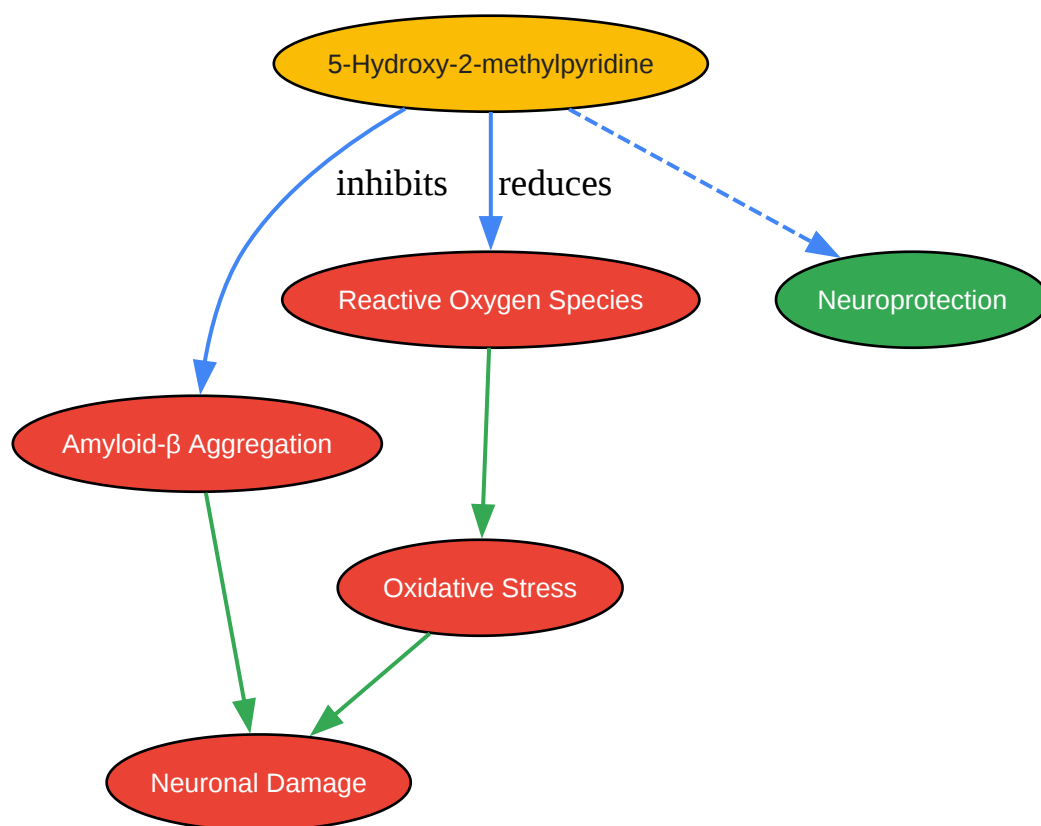 5-Hydroxy-2-methylpyridine
inhibits
reduces
Reactive Oxygen Species
Neuroprotection
Amyloid-β Aggregation
Oxidative Stress
Neuronal Damage